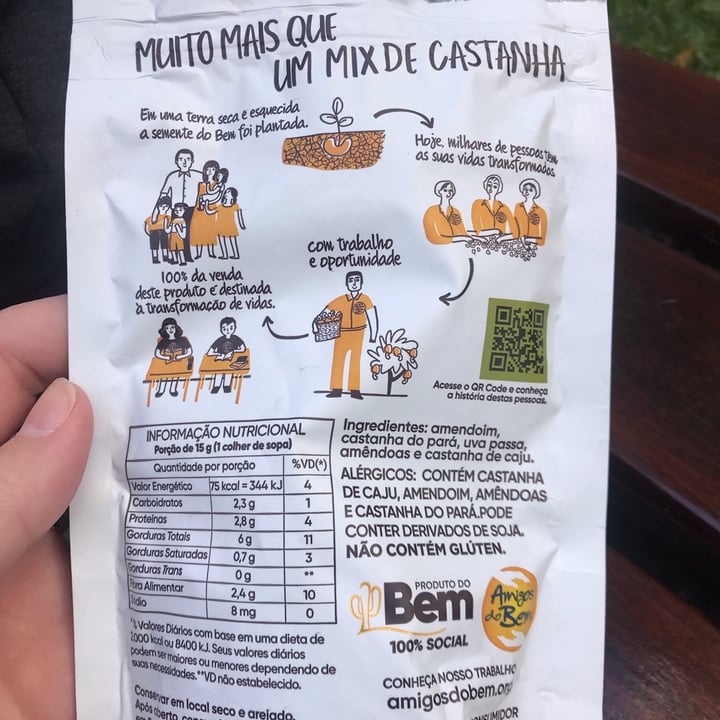 MUITO MAIS QUE
UM MIX DE CASTANHA
Em uma terra seca e esquecida
a semente do Bem foi plantada.
Hoje, milhares de pessoas têm
as suas vidas transformadas
com trabalho
e oportunidade
100% da venda
deste produto é destinada
à transformação de vidas.
Acesse o QR Code e conheça
a história destas pessoas.
INFORMAÇÃO NUTRICIONAL
Porção de 15 g (1 colher de sopa)
Quantidade por porção %VD(*)
Valor Energético 75 kcal = 344 kJ 4
Carboidratos 2,3 g 1
Proteínas 2,8 g 4
Gorduras Totais 6 g 11
Gorduras Saturadas 0,7 g 3
Gorduras Trans 0 g **
Fibra Alimentar 2,4 g 10
Sódio 8 mg 0
*% Valores Diários com base em uma dieta de
2000 kcal ou 8400 kJ. Seus valores diários
podem ser maiores ou menores dependendo de
suas necessidades.**VD não estabelecido.
Conservar em local seco e arejado.
Após aberto,
Ingredientes: amendoim,
castanha do pará, uva passa,
amêndoas e castanha de caju.
ALÉRGICOS: CONTÉM CASTANHA
DE CAJU, AMENDOIM, AMÊNDOAS
E CASTANHA DO PARÁ.PODE
CONTER DERIVADOS DE SOJA.
NÃO CONTÉM GLÚTEN.
PRODUTO DO
Bem
100% SOCIAL
Amigos
do Bem
CONHEÇA NOSSO TRABALHO
amigosdobem.org